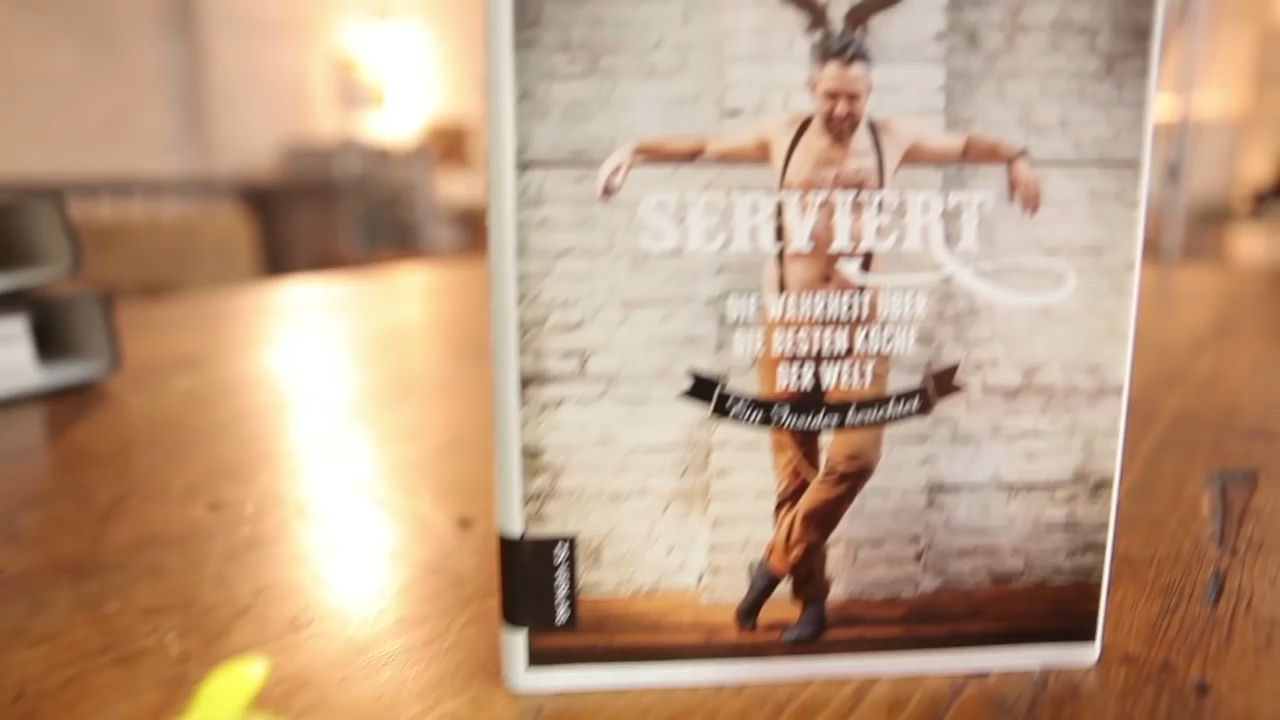 SERVIERT
DIE WAHRHEIT ÜBER
DIE BESTEN KÖCHE
DER WELT
Ein Insider berichtet